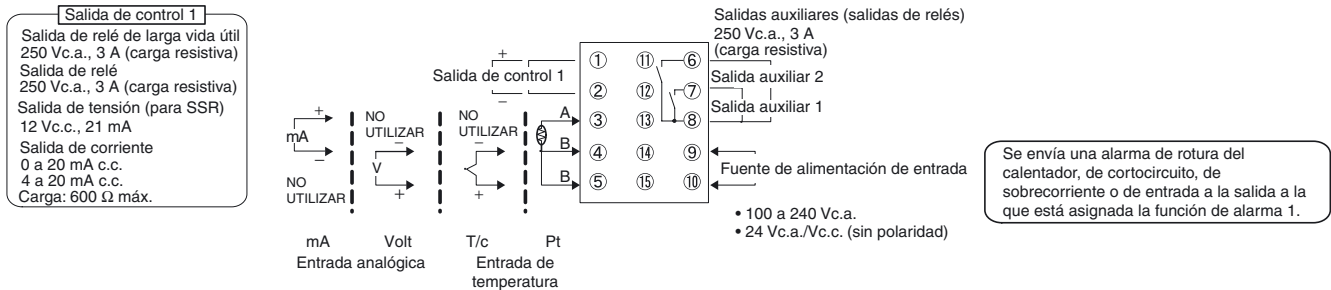 Salida de control 1
Salida de relé de larga vida útil
250 Vc.a., 3 A (carga resistiva)
Salida de relé
250 Vc.a., 3 A (carga resistiva)
Salida de tensión (para SSR)
12 Vc.c., 21 mA
Salida de corriente
0 a 20 mA c.c.
4 a 20 mA c.c.
Carga: 600 Ω máx.
+
mA
−
NO
UTILIZAR
NO
UTILIZAR
−
V
+
NO
UTILIZAR
−
+
+
Salida de control 1
−
A
B
B
① ⑪ ⑥
② ⑫ ⑦
③ ⑬ ⑧
④ ⑭ ⑨
⑤ ⑮ ⑩
Salidas auxiliares (salidas de relés)
250 Vc.a., 3 A
(carga resistiva)
Salida auxiliar 2
Salida auxiliar 1
Fuente de alimentación de entrada
• 100 a 240 Vc.a.
• 24 Vc.a./Vc.c. (sin polaridad)
mA Volt T/c Pt
Entrada analógica
Entrada de
temperatura
Se envía una alarma de rotura del
calentador, de cortocircuito, de
sobrecorriente o de entrada a la salida a la
que está asignada la función de alarma 1.